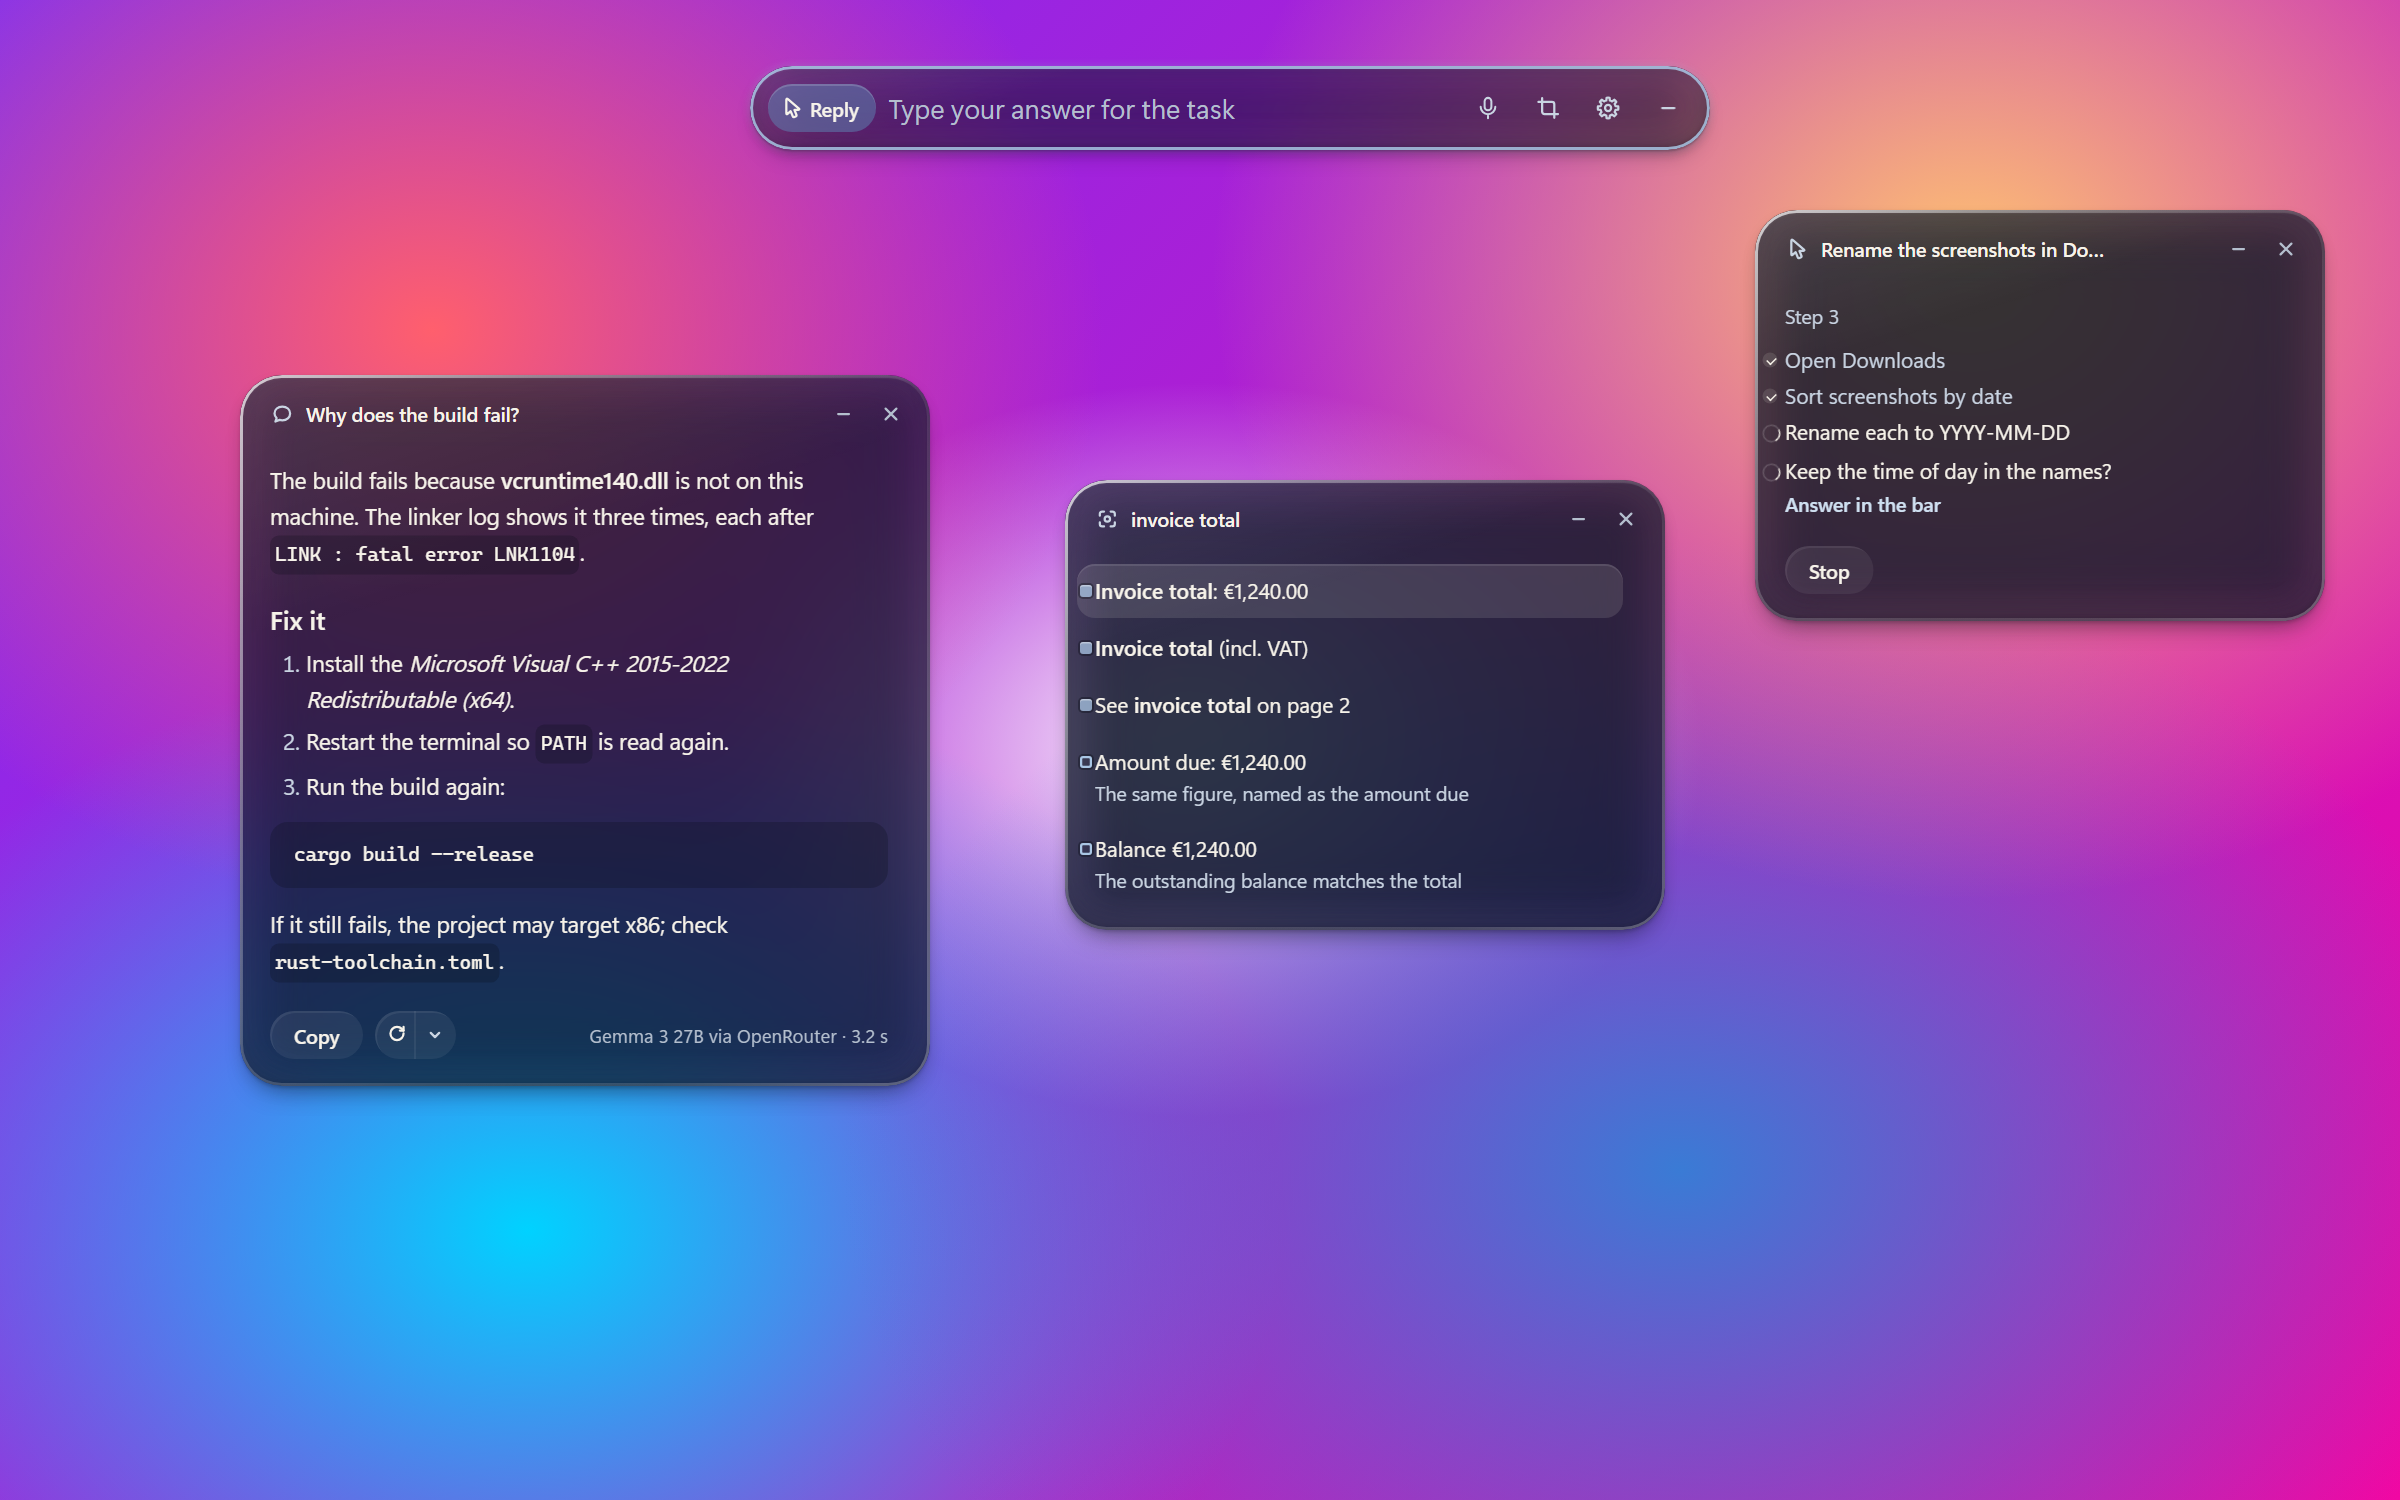 Reply Type your answer for the task
Why does the build fail?
The build fails because vcruntime140.dll is not on this
machine. The linker log shows it three times, each after
LINK : fatal error LNK1104.
Fix it
1. Install the Microsoft Visual C++ 2015-2022
Redistributable (x64).
2. Restart the terminal so PATH is read again.
3. Run the build again:
cargo build --release
If it still fails, the project may target x86; check
rust-toolchain.toml.
Copy
Gemma 3 27B via OpenRouter · 3.2 s
invoice total
Invoice total: €1,240.00
Invoice total (incl. VAT)
See invoice total on page 2
Amount due: €1,240.00
The same figure, named as the amount due
Balance €1,240.00
The outstanding balance matches the total
Rename the screenshots in Do...
Step 3
Open Downloads
Sort screenshots by date
Rename each to YYYY-MM-DD
Keep the time of day in the names?
Answer in the bar
Stop